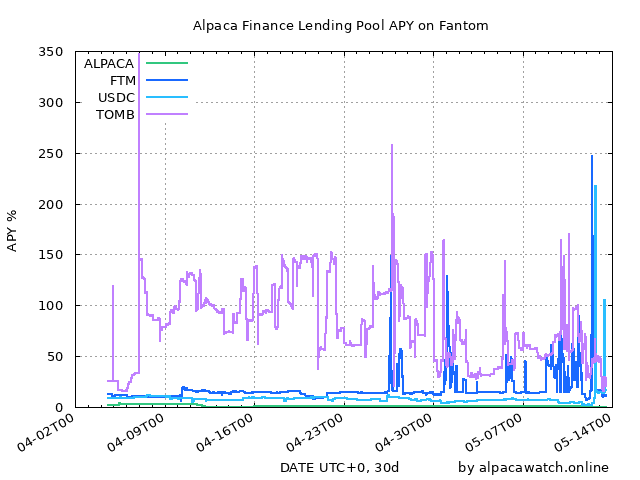 Alpaca Finance Lending Pool APY on Fantom
350
300
250
200
150
100
50
0
APY %
ALPACA
FTM
USDC
TOMB
04-02T00
04-09T00
04-16T00
04-23T00
04-30T00
05-07T00
05-14T00
DATE UTC+0, 30d
by alpacawatch.online